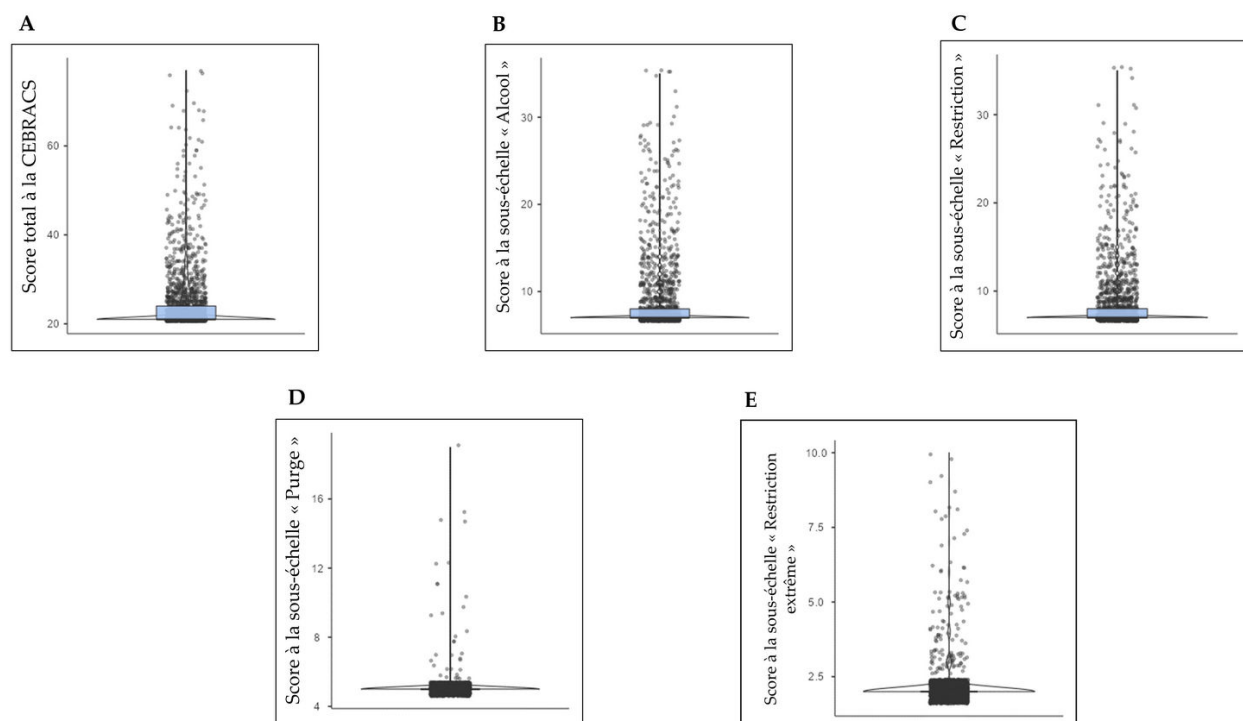 A
Score total à la CEBRACS
60
40
20
B
Score à la sous-échelle « Alcool »
30
20
10
C
Score à la sous-échelle « Restriction »
30
20
10
D
Score à la sous-échelle « Purge »
16
12
8
4
E
Score à la sous-échelle « Restriction
extrême »
10.0
7.5
5.0
2.5